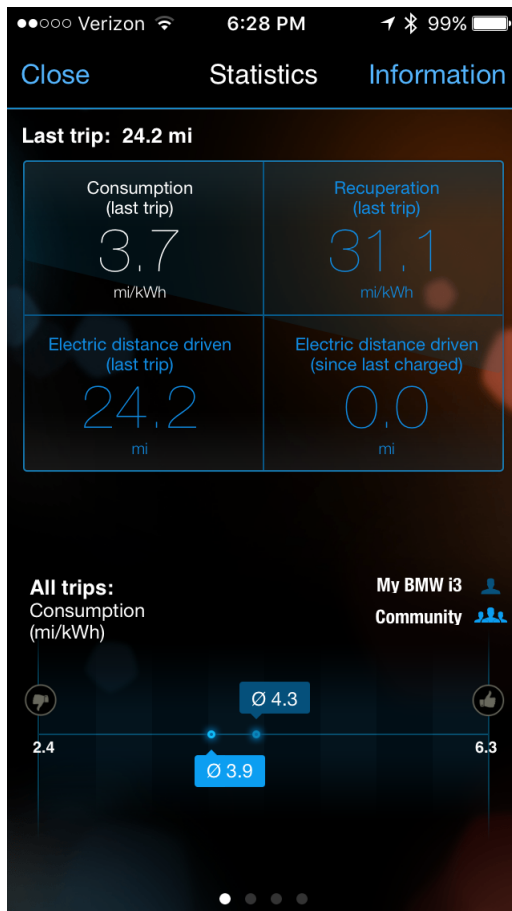 Verizon 6:28 PM 99%
Close Statistics Information
Last trip: 24.2 mi
Consumption
(last trip)
3.7
mi/kWh
Recuperation
(last trip)
31.1
mi/kWh
Electric distance driven
(last trip)
24.2
mi
Electric distance driven
(since last charged)
0.0
mi
All trips:
Consumption
(mi/kWh)
My BMW i3
Community
Ø 4.3
2.4
6.3
Ø 3.9